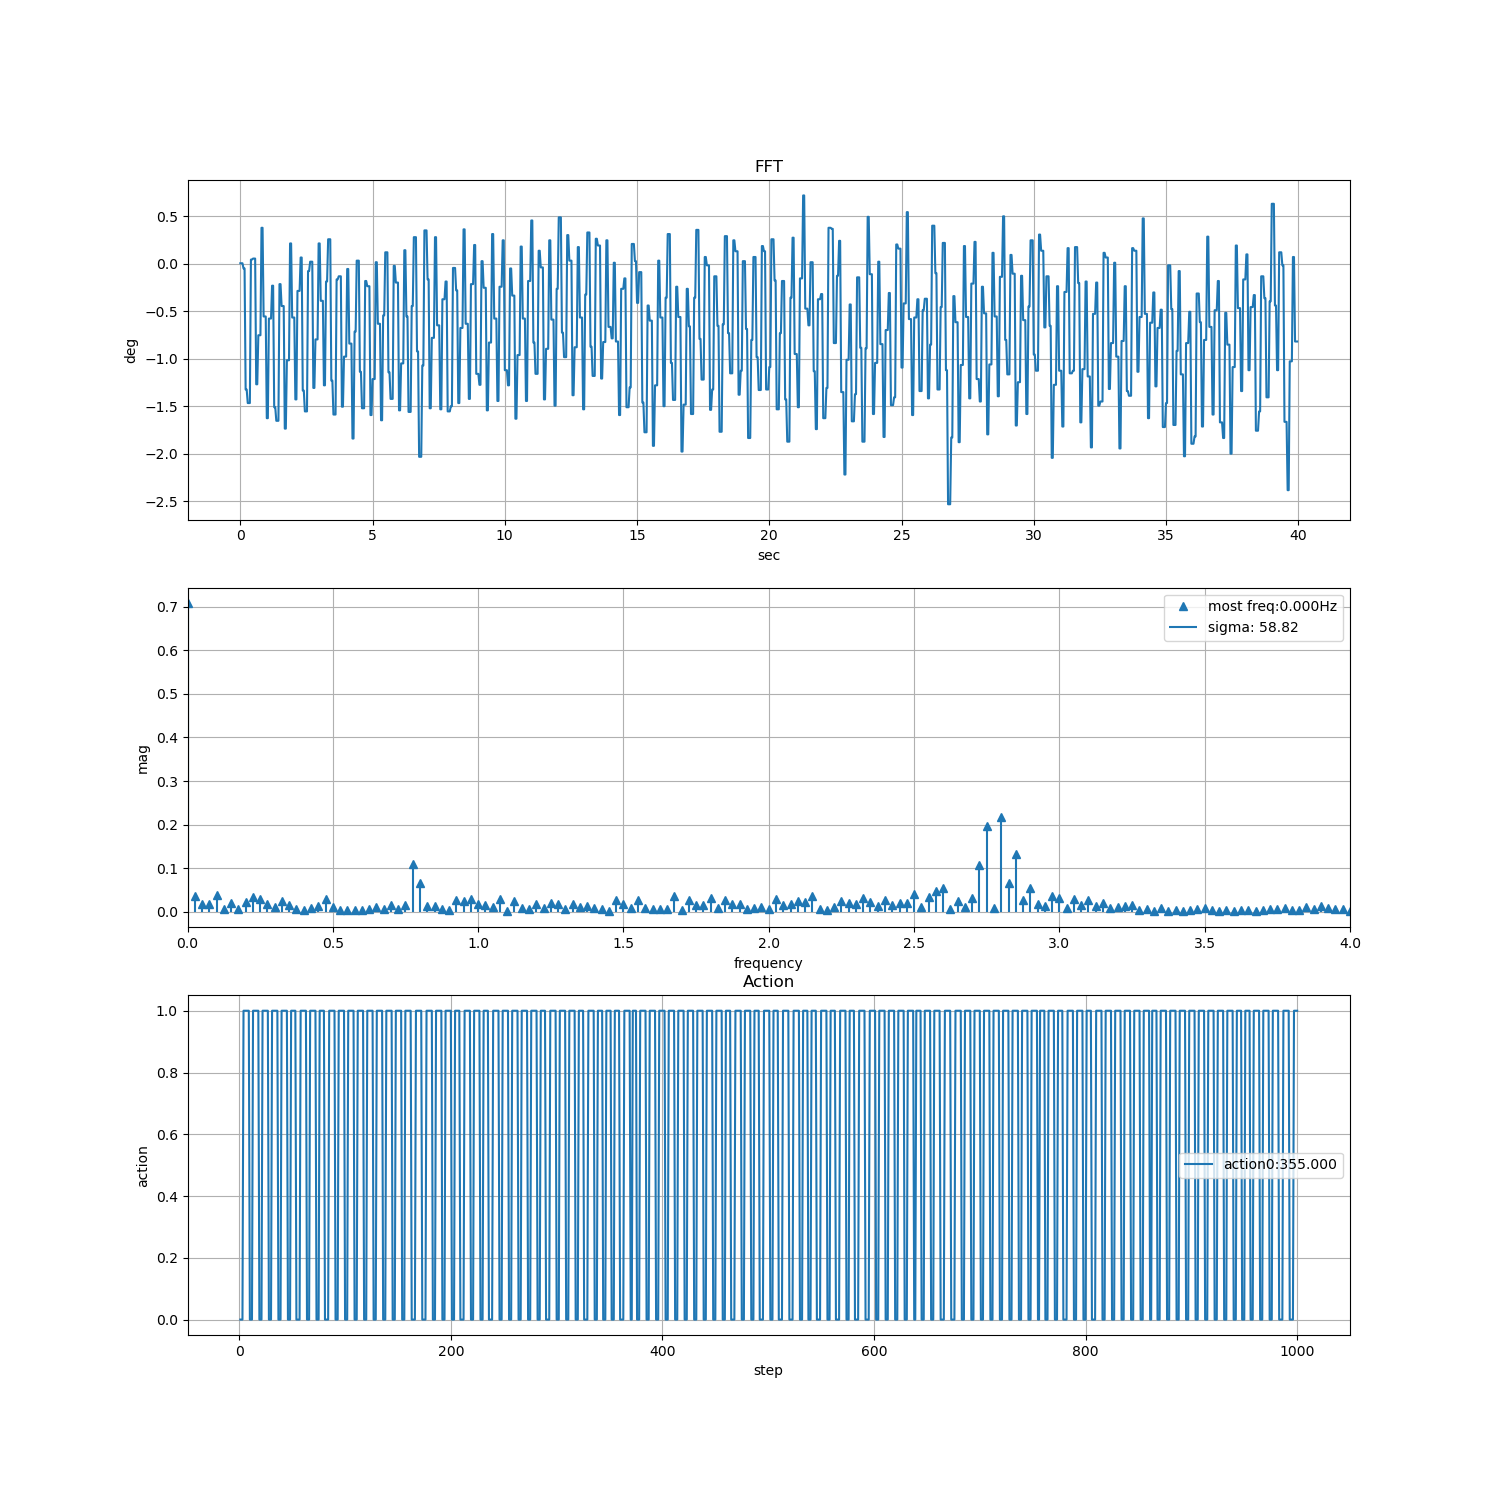 FFT
0.5
0.0
−0.5
−1.0
−1.5
−2.0
−2.5
deg
0 5 10 15 20 25 30 35 40
sec
0.7
0.6
0.5
0.4
0.3
0.2
0.1
0.0
mag
most freq:0.000Hz
sigma: 58.82
0.0 0.5 1.0 1.5 2.0 2.5 3.0 3.5 4.0
frequency
Action
1.0
0.8
0.6
0.4
0.2
0.0
action
action0:355.000
0 200 400 600 800 1000
step